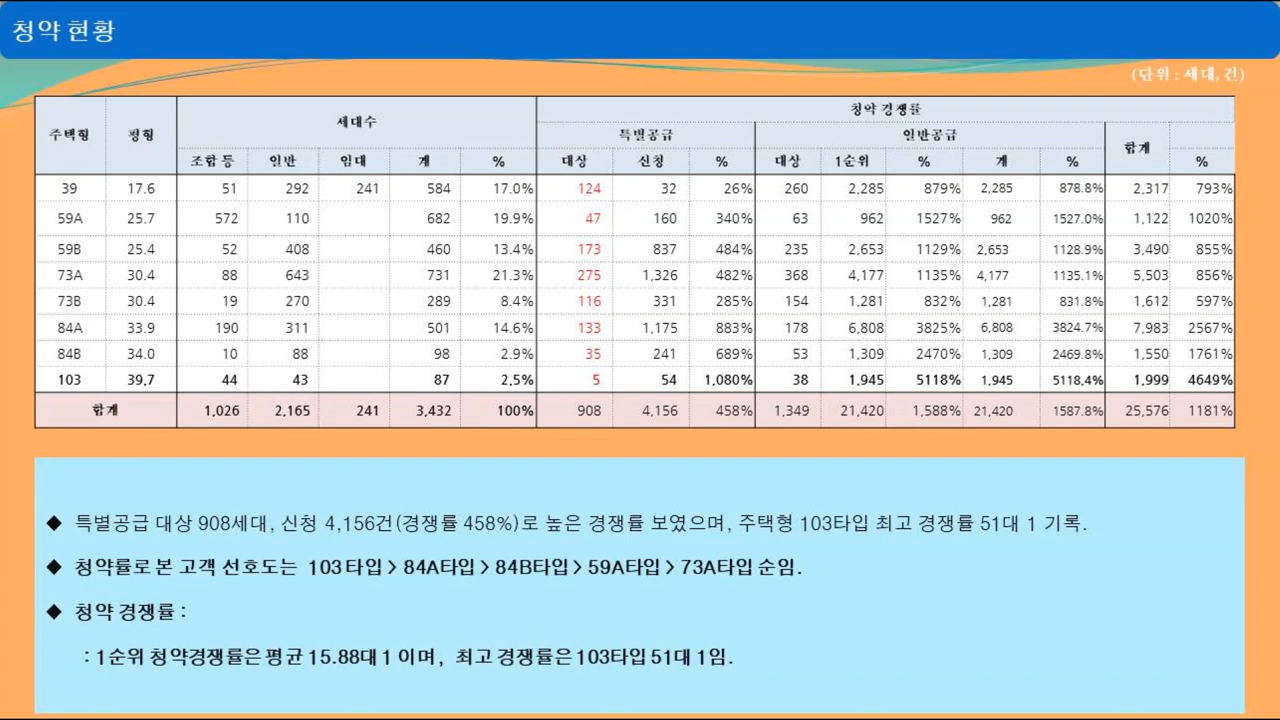 청약 현황
(단위 : 세대, 건)
주택형 평형 세대수 청약 경쟁률
특별공급 일반공급 합계
조합 등 일반 임대 계 % 대상 신청 % 대상 1순위 % 계 % %
39 17.6 51 292 241 584 17.0% 124 32 26% 260 2,285 879% 2,285 878.8% 2,317 793%
59A 25.7 572 110 682 19.9% 47 160 340% 63 962 1527% 962 1527.0% 1,122 1020%
59B 25.4 52 408 460 13.4% 173 837 484% 235 2,653 1129% 2,653 1128.9% 3,490 855%
73A 30.4 88 643 731 21.3% 275 1,326 482% 368 4,177 1135% 4,177 1135.1% 5,503 856%
73B 30.4 19 270 289 8.4% 116 331 285% 154 1,281 832% 1,281 831.8% 1,612 597%
84A 33.9 190 311 501 14.6% 133 1,175 883% 178 6,808 3825% 6,808 3824.7% 7,983 2567%
84B 34.0 10 88 98 2.9% 35 241 689% 53 1,309 2470% 1,309 2469.8% 1,550 1761%
103 39.7 44 43 87 2.5% 5 54 1,080% 38 1,945 5118% 1,945 5118.4% 1,999 4649%
합계 1,026 2,165 241 3,432 100% 908 4,156 458% 1,349 21,420 1,588% 21,420 1587.8% 25,576 1181%
◆ 특별공급 대상 908세대, 신청 4,156건(경쟁률 458%)로 높은 경쟁률 보였으며, 주택형 103타입 최고 경쟁률 51대 1 기록.
◆ 청약률로 본 고객 선호도는 103 타입 > 84A타입 > 84B타입 > 59A타입 > 73A타입 순임.
◆ 청약 경쟁률 :
: 1순위 청약경쟁률은 평균 15.88대 1 이며, 최고 경쟁률은 103타입 51대 1임.